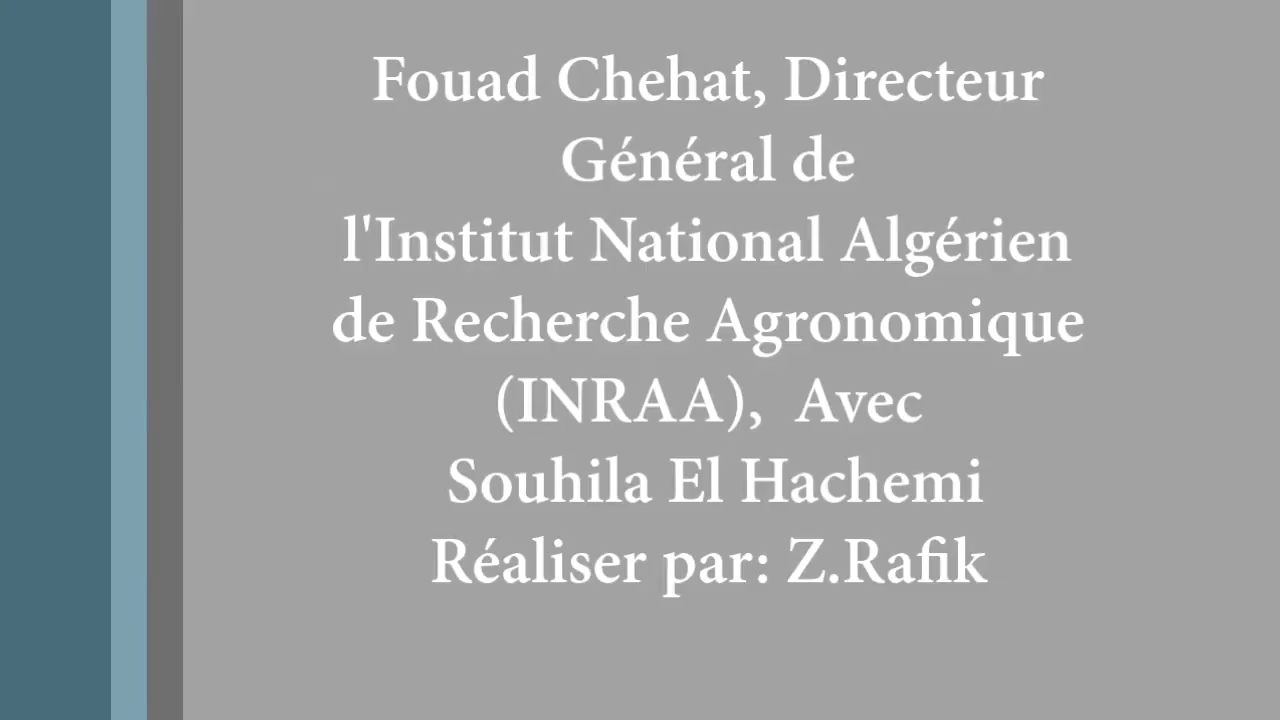 Fouad Chehat, Directeur
Général de
l'Institut National Algérien
de Recherche Agronomique
(INRAA),  Avec
Souhila El Hachemi
Réaliser par: Z.Rafik